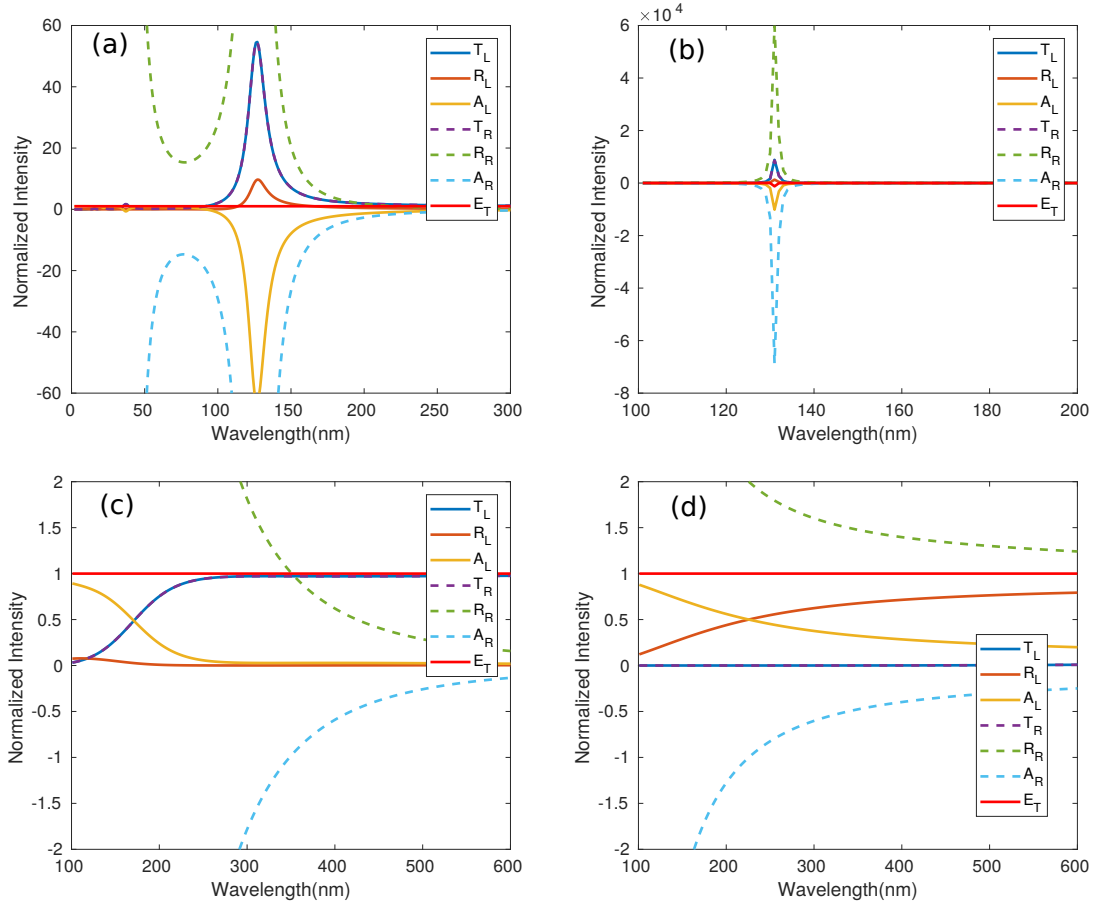 (a)
60
40
20
0
-20
-40
-60
Normalized Intensity
0 50 100 150 200 250 300
Wavelength(nm)
T_L
R_L
A_L
T_R
R_R
A_R
E_T
×10^4
(b)
6
4
2
0
-2
-4
-6
-8
Normalized Intensity
100 120 140 160 180 200
Wavelength(nm)
T_L
R_L
A_L
T_R
R_R
A_R
E_T
(c)
2
1.5
1
0.5
0
-0.5
-1
-1.5
-2
Normalized Intensity
100 200 300 400 500 600
Wavelength(nm)
T_L
R_L
A_L
T_R
R_R
A_R
E_T
(d)
2
1.5
1
0.5
0
-0.5
-1
-1.5
-2
Normalized Intensity
100 200 300 400 500 600
Wavelength(nm)
T_L
R_L
A_L
T_R
R_R
A_R
E_T